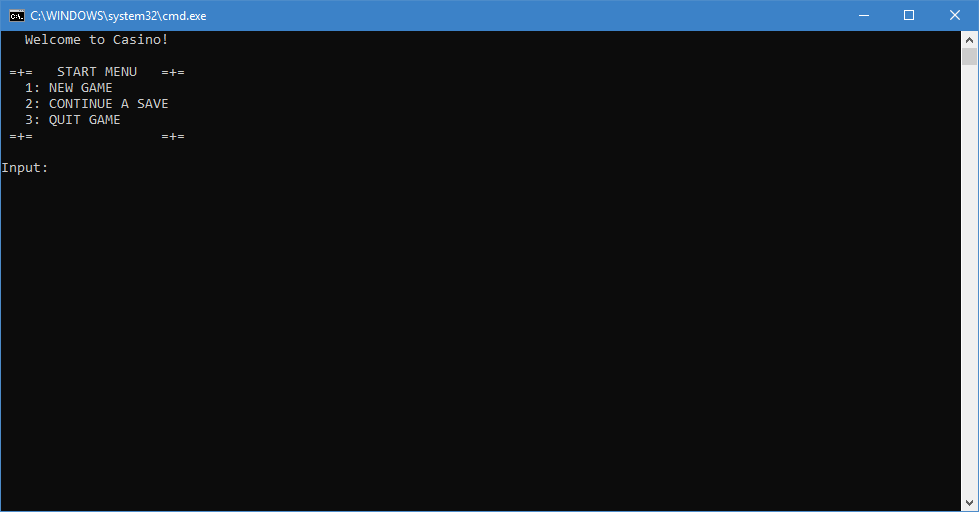 C:\WINDOWS\system32\cmd.exe
Welcome to Casino!
=+=   START MENU   =+=
1: NEW GAME
2: CONTINUE A SAVE
3: QUIT GAME
=+=                =+=
Input: